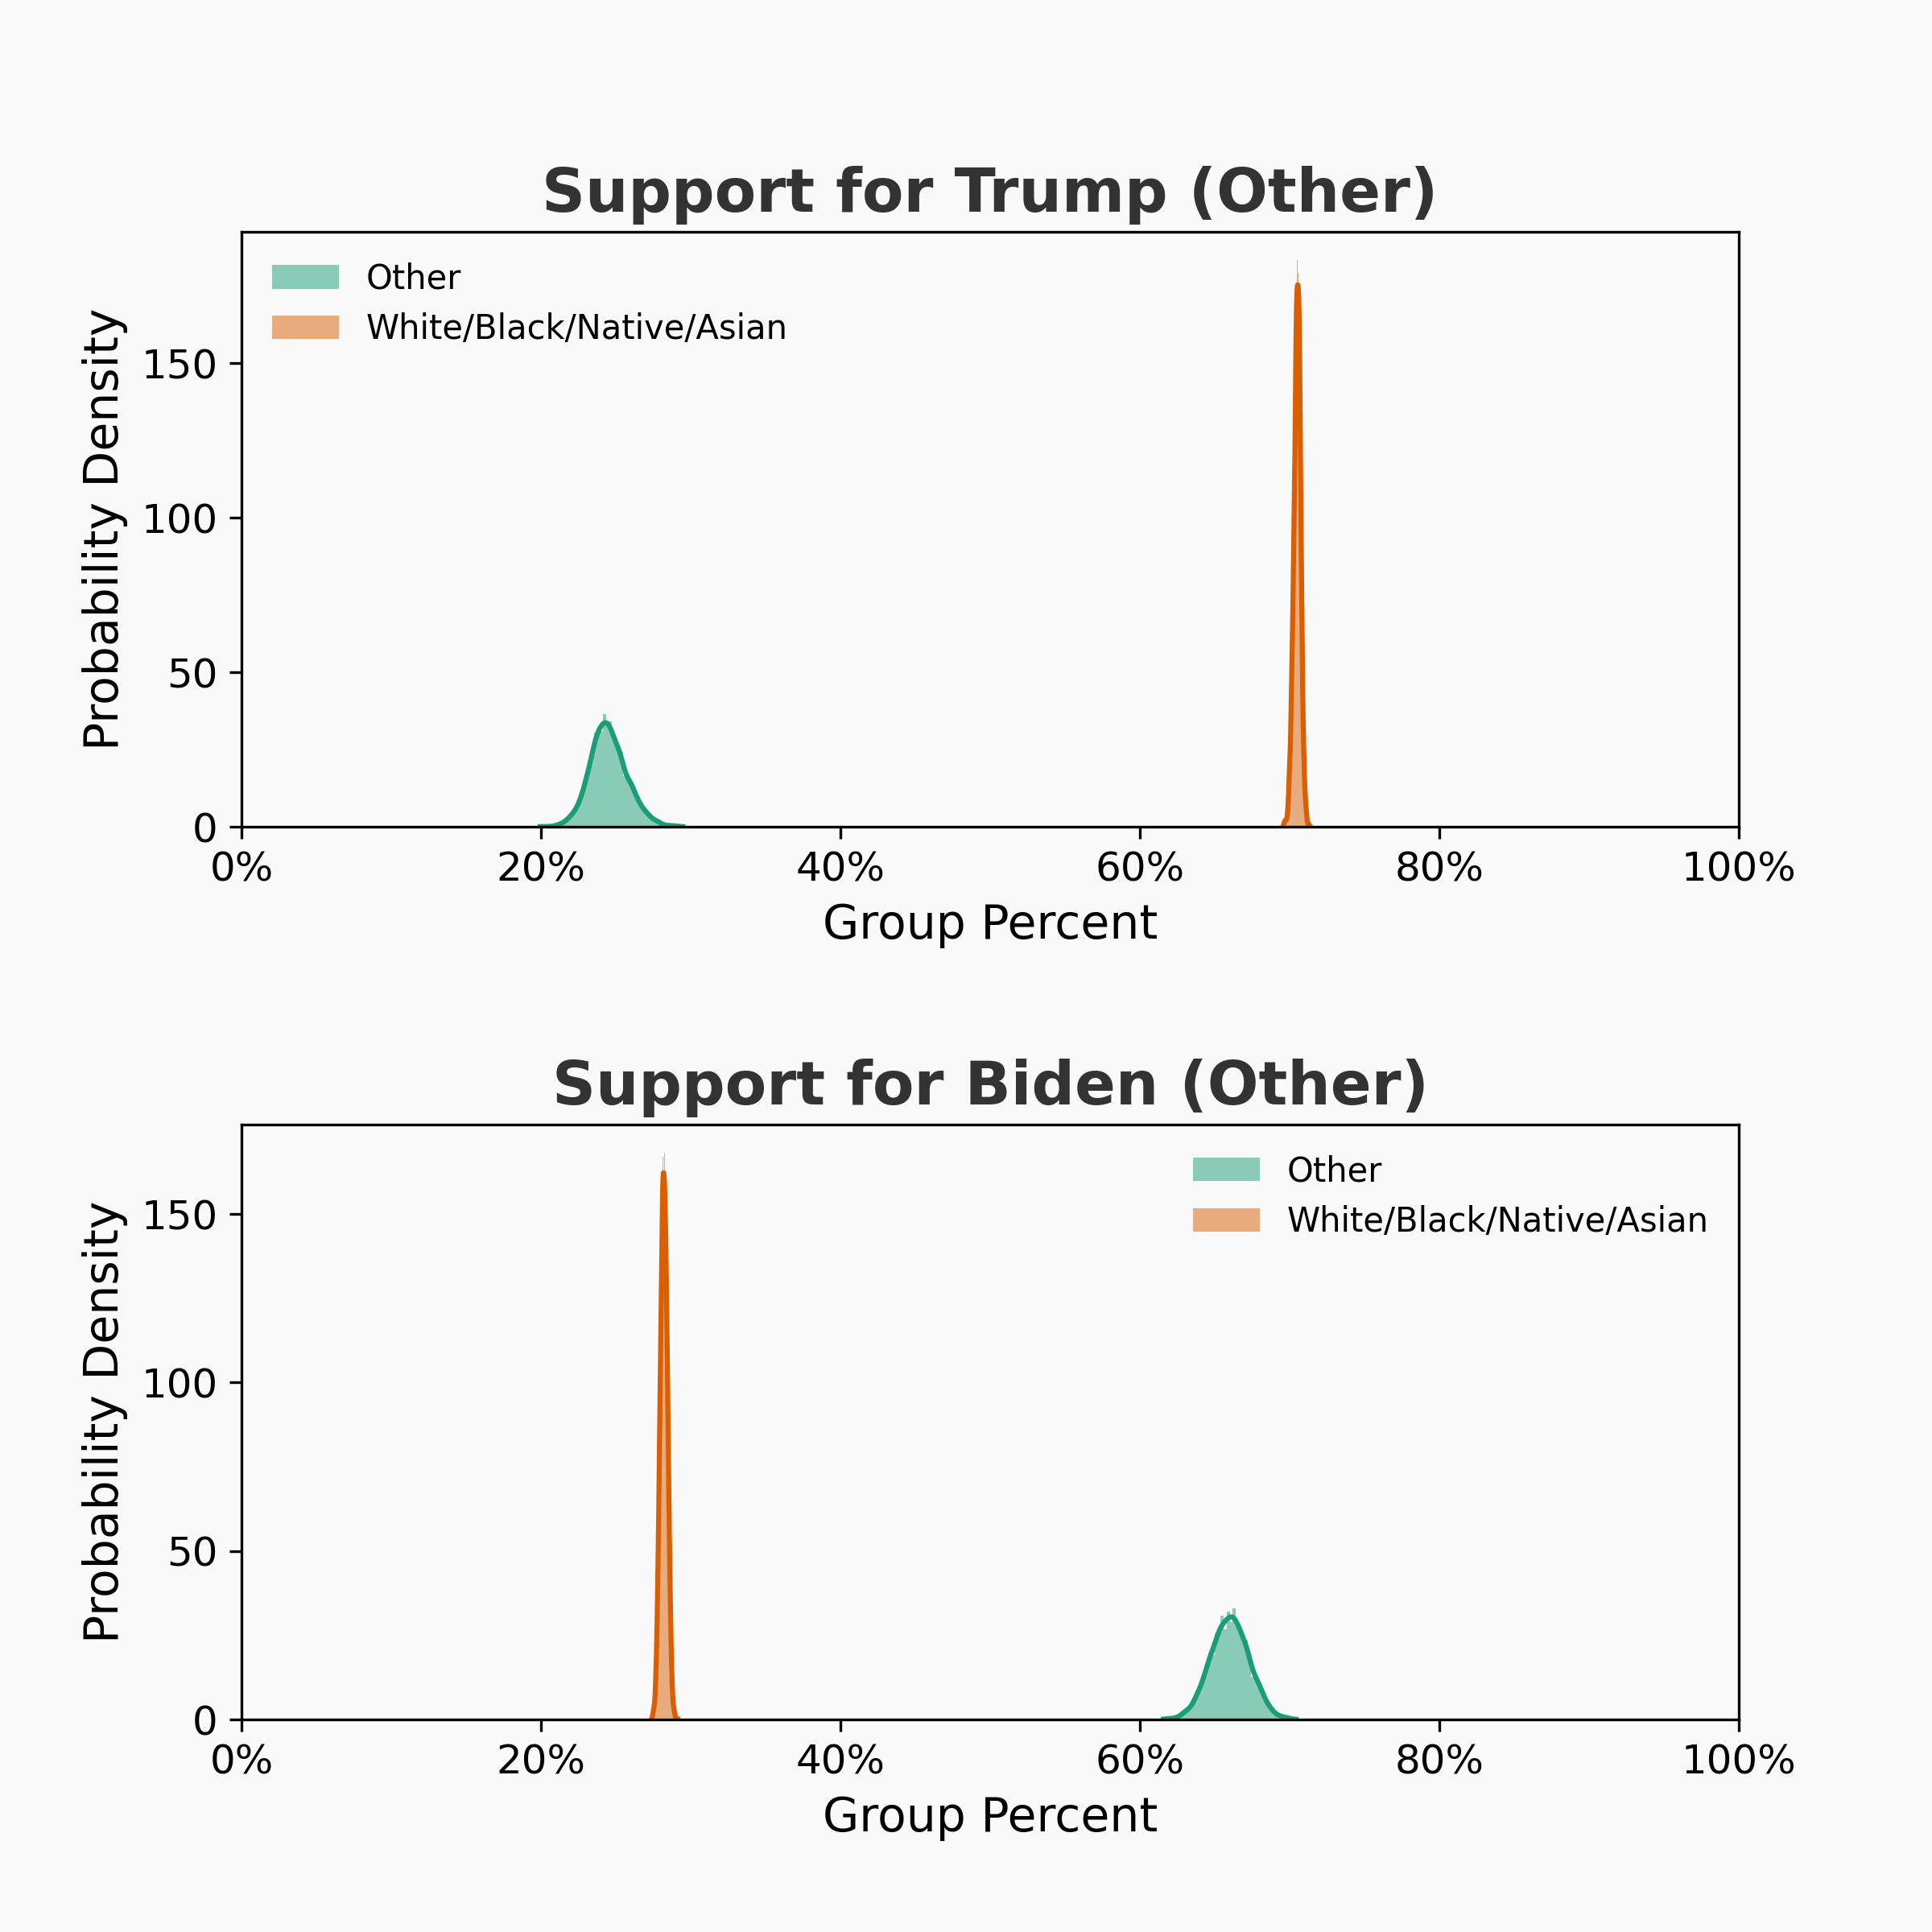 Support for Trump (Other)
Other
White/Black/Native/Asian
Probability Density
150
100
50
0
0% 20% 40% 60% 80% 100%
Group Percent
Support for Biden (Other)
Other
White/Black/Native/Asian
Probability Density
150
100
50
0
0% 20% 40% 60% 80% 100%
Group Percent